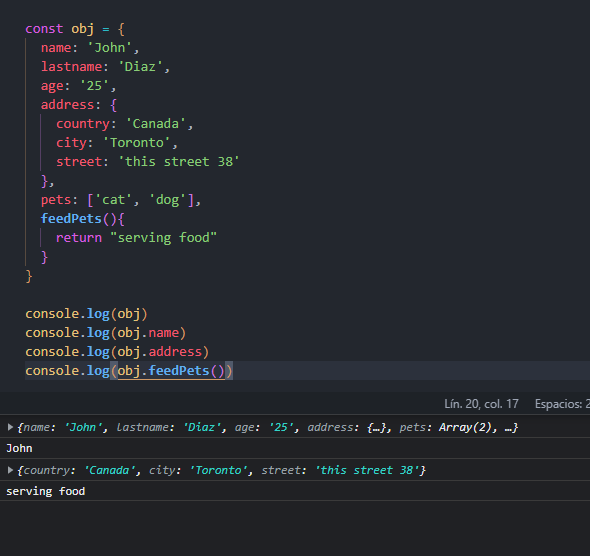 const obj = {
  name: 'John',
  lastname: 'Diaz',
  age: '25',
  address: {
    country: 'Canada',
    city: 'Toronto',
    street: 'this street 38'
  },
  pets: ['cat', 'dog'],
  feedPets(){
    return "serving food"
  }
}

console.log(obj)
console.log(obj.name)
console.log(obj.address)
console.log(obj.feedPets())
Lín. 20, col. 17 Espacios: 2
{name: 'John', lastname: 'Diaz', age: '25', address: {…}, pets: Array(2), …}
John
{country: 'Canada', city: 'Toronto', street: 'this street 38'}
serving food